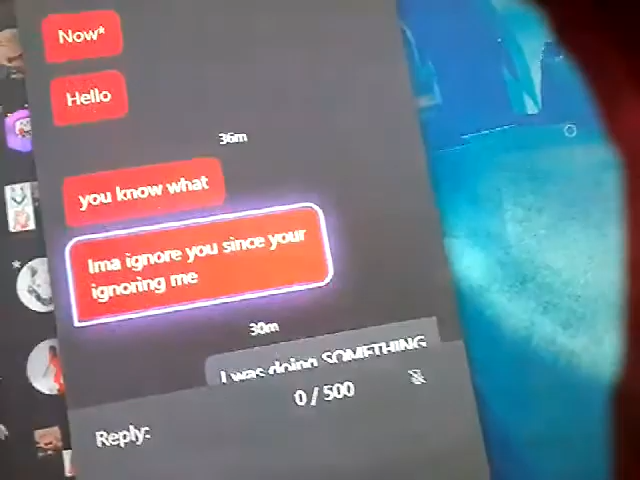 Now*
Hello
36m
you know what
Ima ignore you since your
ignoring me
30m
I was doing SOMETHING
0 / 500
Reply: